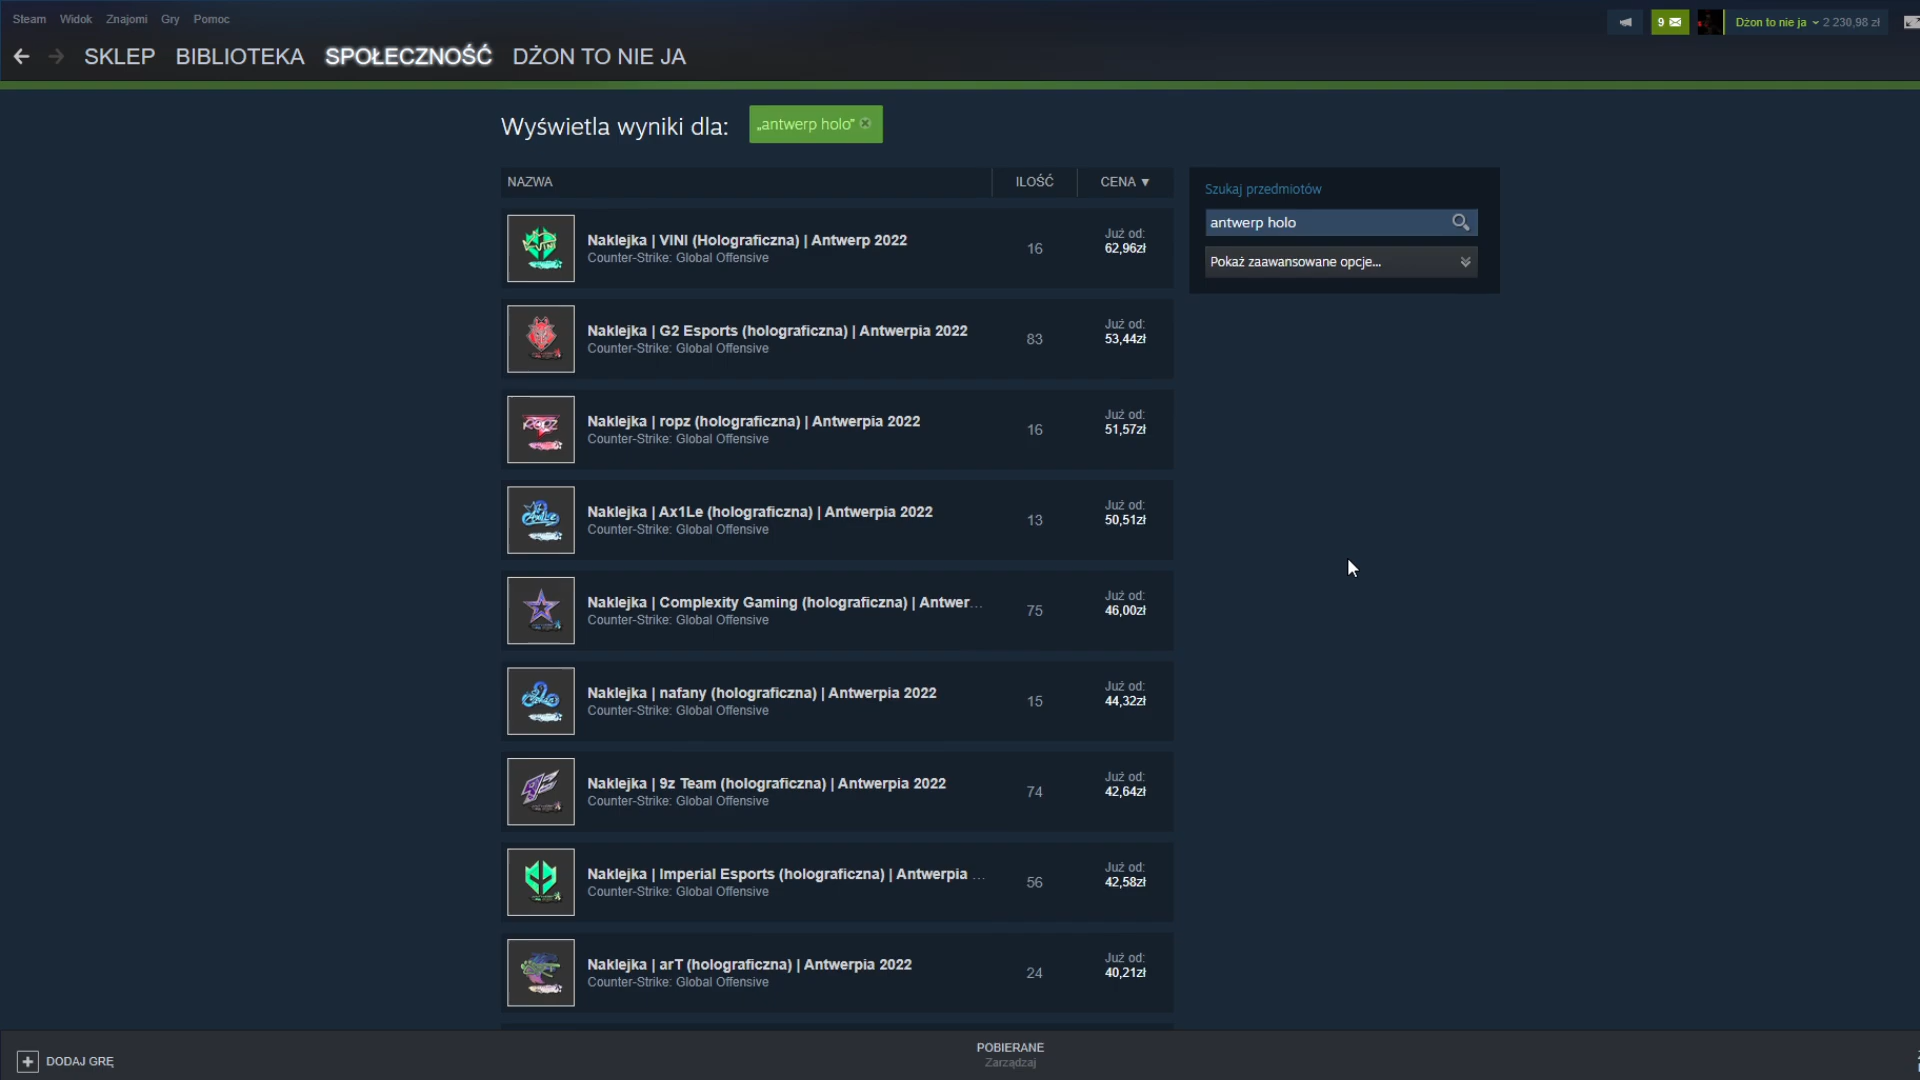 Steam Widok Znajomi Gry Pomoc
9 Dżon to nie ja 2 230,98 zł
SKLEP BIBLIOTEKA SPOŁECZNOŚĆ DŻON TO NIE JA
Wyświetla wyniki dla: „antwerp holo”
NAZWA ILOŚĆ CENA ▼
Szukaj przedmiotów
antwerp holo
Pokaż zaawansowane opcje...
Naklejka | VINI (Holograficzna) | Antwerp 2022
Counter-Strike: Global Offensive
16
Już od:
62,96zł
Naklejka | G2 Esports (holograficzna) | Antwerpia 2022
Counter-Strike: Global Offensive
83
Już od:
53,44zł
Naklejka | ropz (holograficzna) | Antwerpia 2022
Counter-Strike: Global Offensive
16
Już od:
51,57zł
Naklejka | Ax1Le (holograficzna) | Antwerpia 2022
Counter-Strike: Global Offensive
13
Już od:
50,51zł
Naklejka | Complexity Gaming (holograficzna) | Antwer...
Counter-Strike: Global Offensive
75
Już od:
46,00zł
Naklejka | nafany (holograficzna) | Antwerpia 2022
Counter-Strike: Global Offensive
15
Już od:
44,32zł
Naklejka | 9z Team (holograficzna) | Antwerpia 2022
Counter-Strike: Global Offensive
74
Już od:
42,64zł
Naklejka | Imperial Esports (holograficzna) | Antwerpia ...
Counter-Strike: Global Offensive
56
Już od:
42,58zł
Naklejka | arT (holograficzna) | Antwerpia 2022
Counter-Strike: Global Offensive
24
Już od:
40,21zł
DODAJ GRĘ
POBIERANE
Zarządzaj